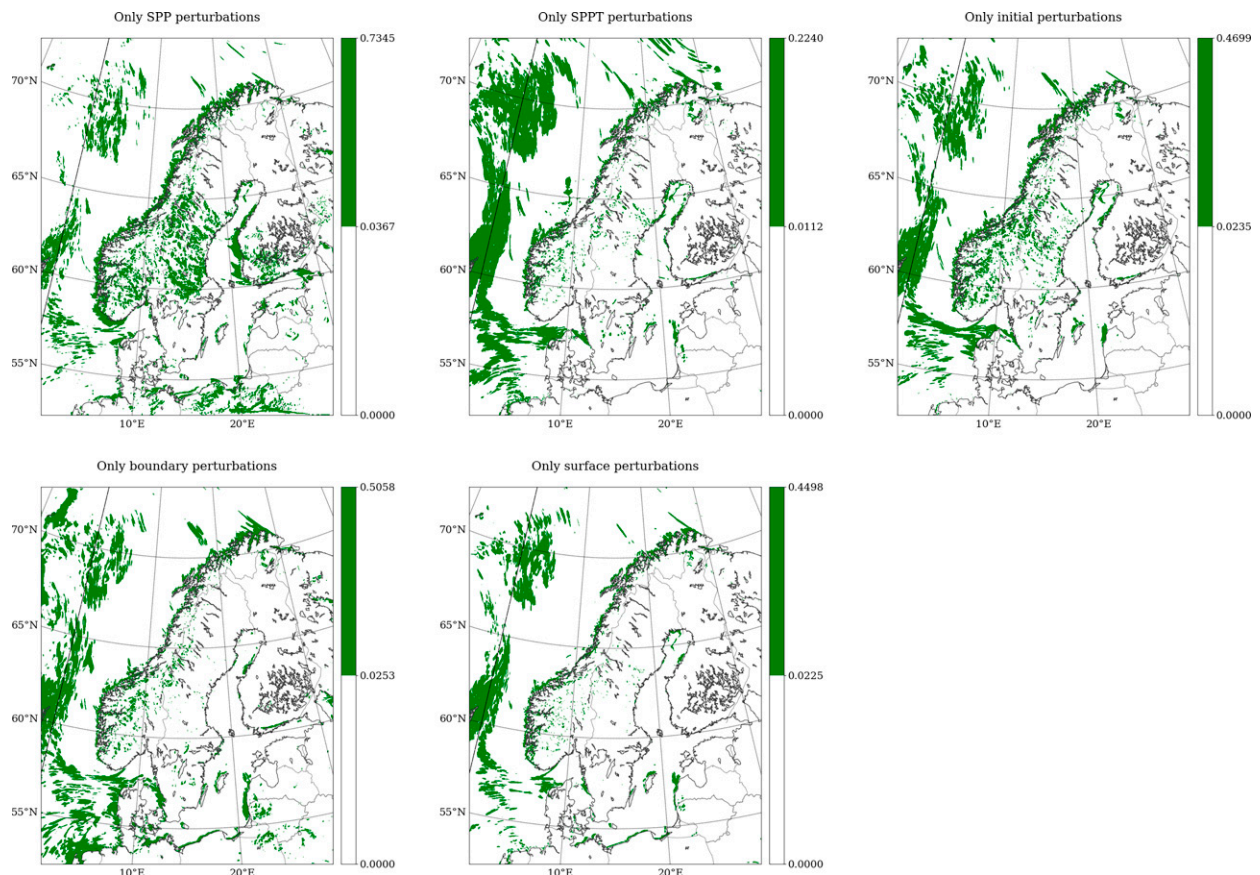 Only SPP perturbations
Only SPPT perturbations
Only initial perturbations
0.7345
0.2240
0.4699
70°N
70°N
70°N
65°N
65°N
65°N
0.0367
0.0112
0.0235
60°N
60°N
60°N
55°N
55°N
55°N
0.0000
0.0000
0.0000
10°E
20°E
10°E
20°E
10°E
20°E
Only boundary perturbations
Only surface perturbations
0.5058
0.4498
70°N
70°N
65°N
65°N
0.0253
0.0225
60°N
60°N
55°N
55°N
0.0000
0.0000
10°E
20°E
10°E
20°E